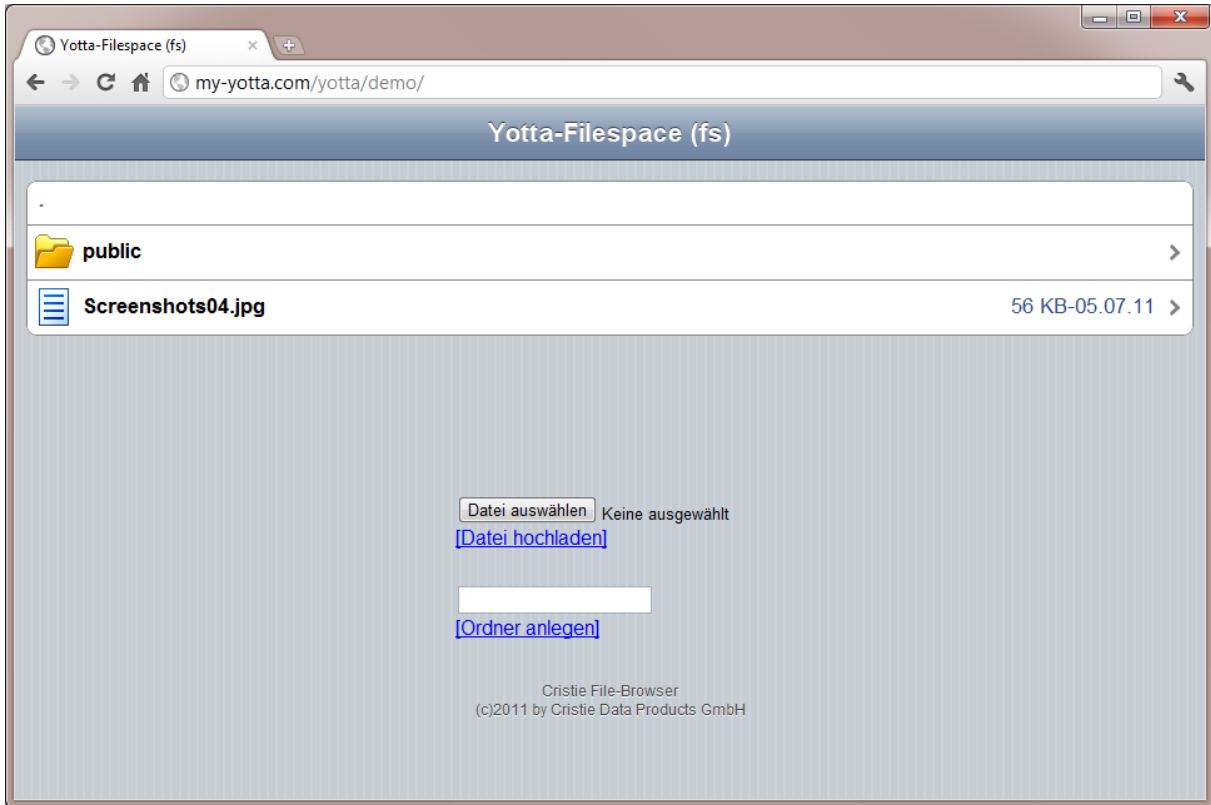 Yotta-Filespace (fs)
my-yotta.com/yotta/demo/
Yotta-Filespace (fs)
.
public
Screenshots04.jpg 56 KB-05.07.11
Datei auswählen Keine ausgewählt
[Datei hochladen]
[Ordner anlegen]
Cristie File-Browser
(c)2011 by Cristie Data Products GmbH